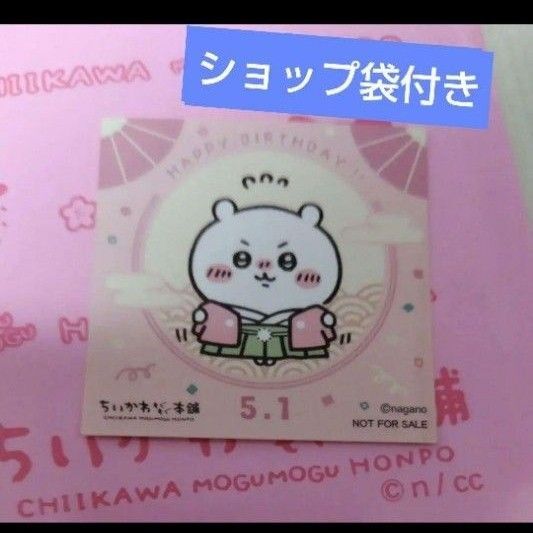 ショップ袋付き
CHIIKAWA
HAPPY BIRTHDAY!!
ちいかわもぐもぐ本舗
CHIIKAWA MOGUMOGU HONPO
5.1
©nagano
NOT FOR SALE
CHIIKAWA MOGUMOGU HONPO
©n/cc